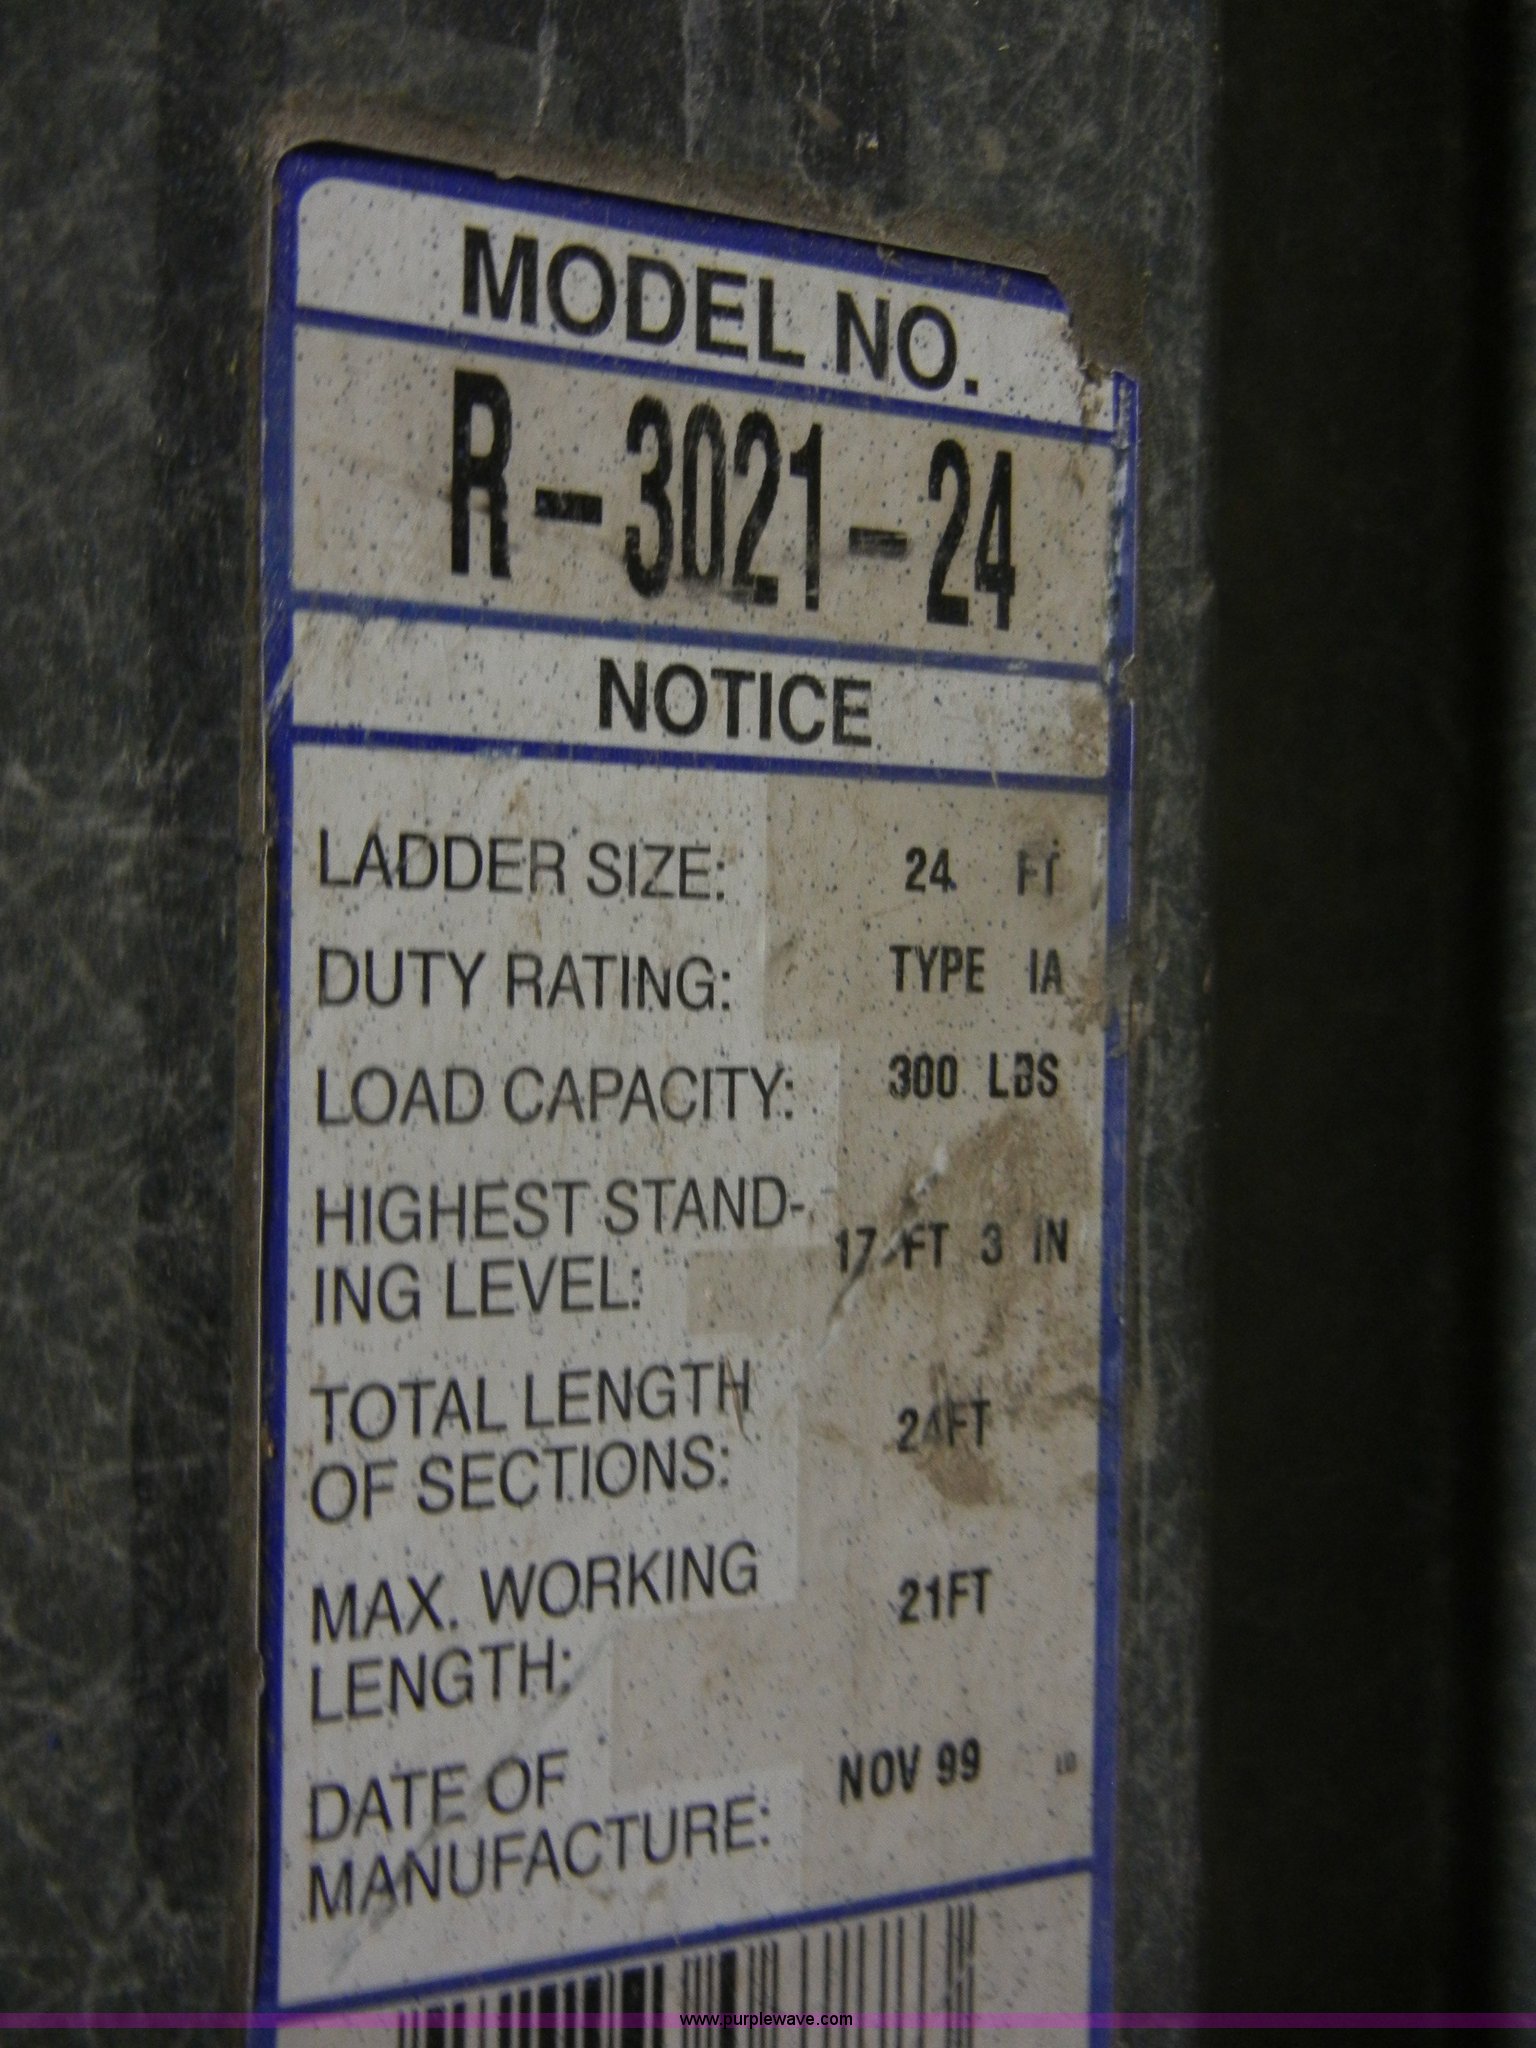 MODEL NO.
R-3021-24
NOTICE
LADDER SIZE: 24 FT
DUTY RATING: TYPE IA
LOAD CAPACITY: 300 LBS
HIGHEST STAND-
ING LEVEL: 17 FT 3 IN
TOTAL LENGTH
OF SECTIONS: 24FT
MAX. WORKING
LENGTH: 21FT
DATE OF
MANUFACTURE: NOV 99
www.purplewave.com